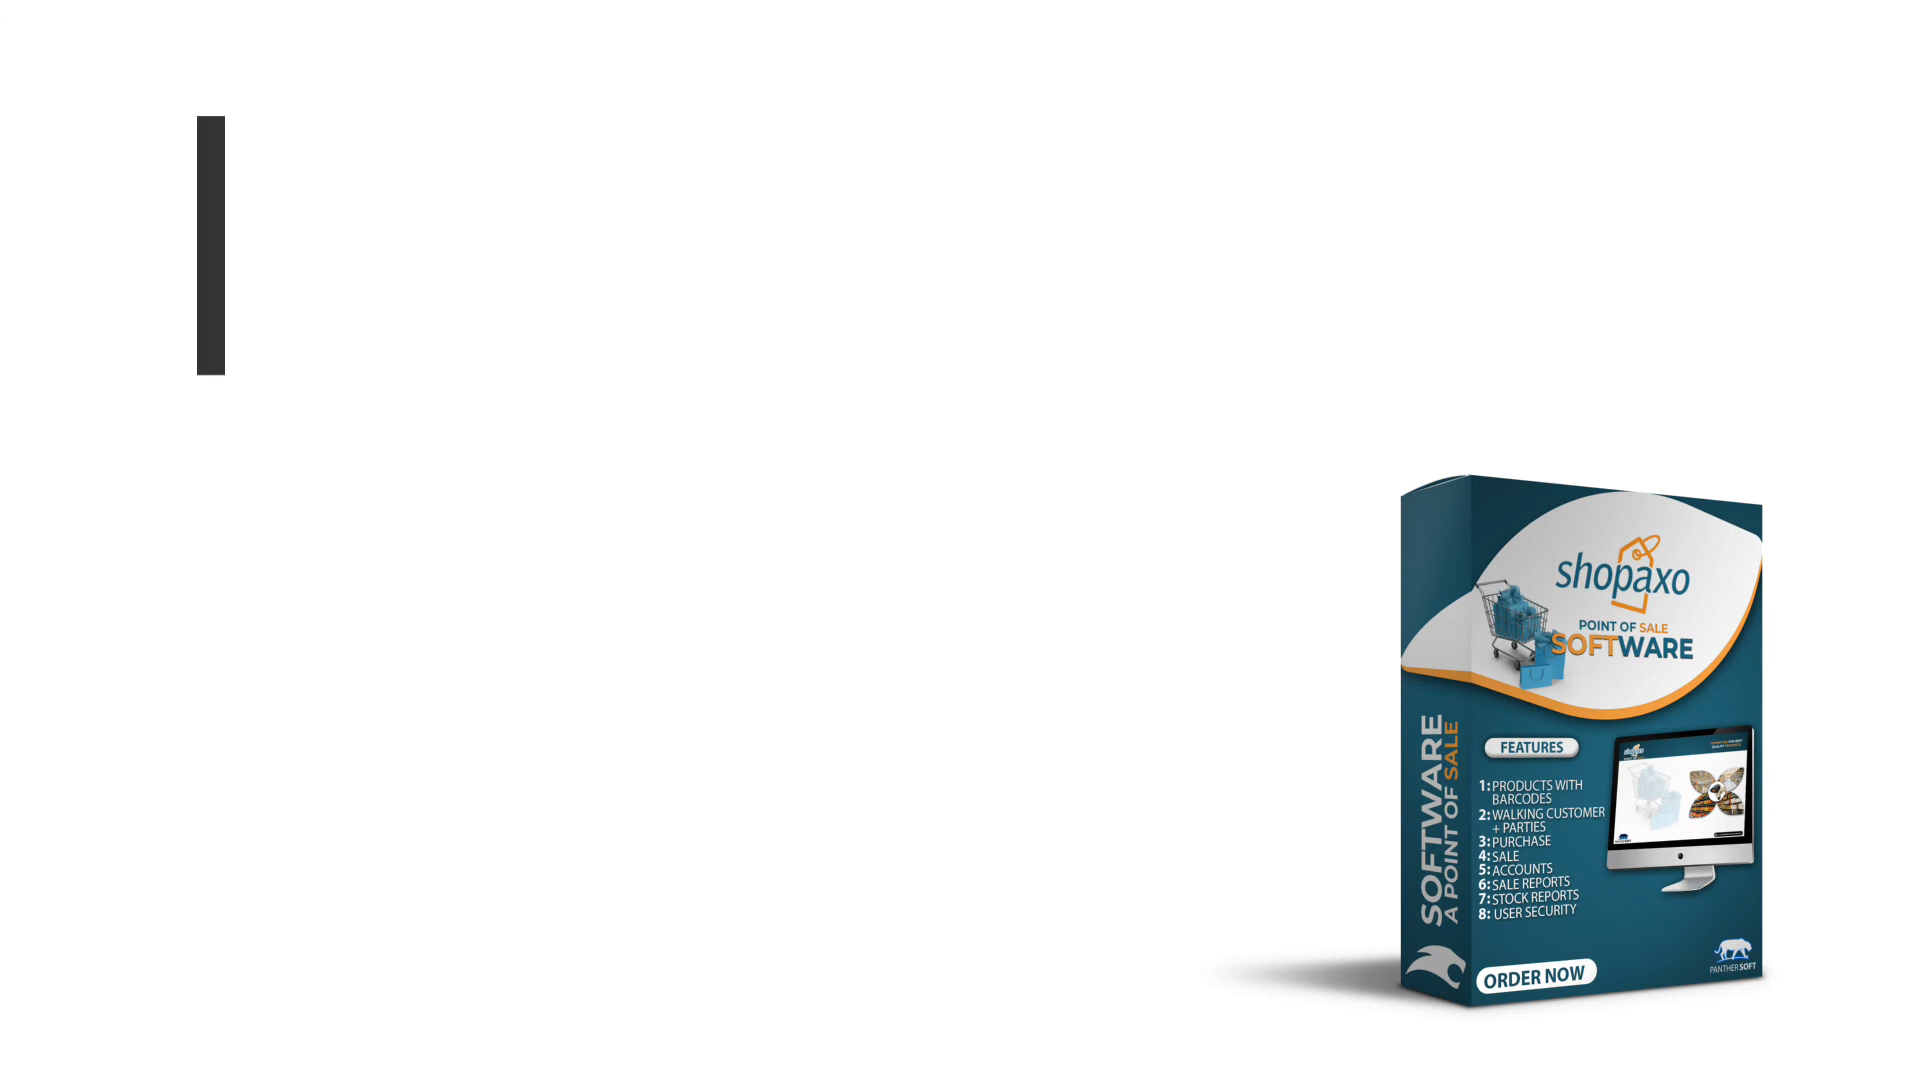 shopaxo
POINT OF SALE
SOFTWARE
SOFTWARE
A POINT OF SALE
FEATURES
1: PRODUCTS WITH
BARCODES
2: WALKING CUSTOMER
+ PARTIES
3: PURCHASE
4: SALE
5: ACCOUNTS
6: SALE REPORTS
7: STOCK REPORTS
8: USER SECURITY
ORDER NOW
PANTHER SOFT